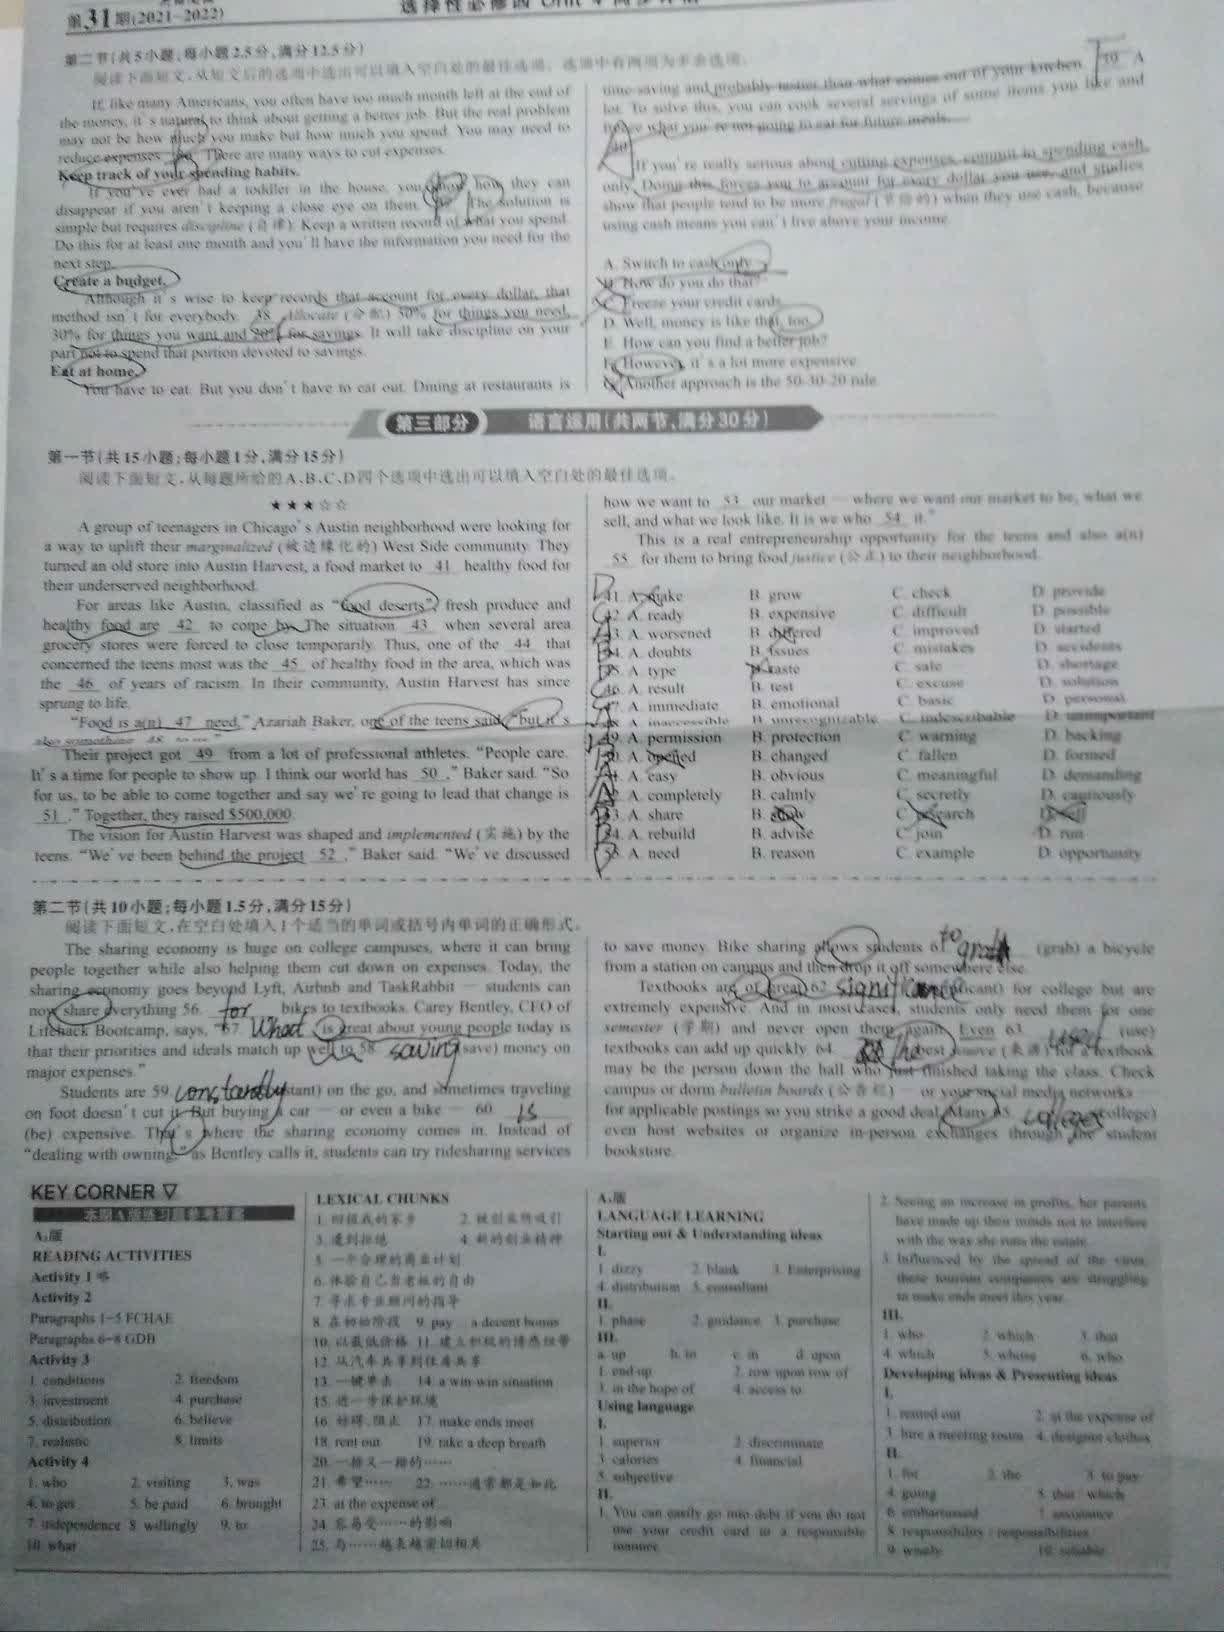 第31期(2021-2022)
第二节(共5小题;每小题2.5分,满分12.5分)
阅读下面短文,从短文后的选项中选出可以填入空白处的最佳选项。选项中有两项为多余选项。
If, like many Americans, you often have too much month left at the end of
the money, it's natural to think about getting a better job. But the real problem
may not be how much you make but how much you spend. You may need to
reduce expenses. There are many ways to cut expenses.
Keep track of your spending habits.
If you've ever had a toddler in the house, you know how they can
disappear if you aren't keeping a close eye on them. The solution is
simple but requires discipline (自律). Keep a written record of what you spend.
Do this for at least one month and you'll have the information you need for the
next step.
Create a budget.
Although it's wise to keep records that account for every dollar, that
method isn't for everybody. 38 Allocate (分配) 50% for things you need,
30% for things you want and 20% for savings. It will take discipline on your
part not to spend that portion devoted to savings.
Eat at home.
You have to eat. But you don't have to eat out. Dining at restaurants is
time-saving and probably tastes better than what comes out of your kitchen. 39 A
lot. To solve this, you can cook several servings of some items you like and
freeze what you're not going to eat for future meals.
40
If you're really serious about cutting expenses, commit to spending cash
only. Doing this forces you to account for every dollar you use, and studies
show that people tend to be more frugal (节俭的) when they use cash, because
using cash means you can't live above your income.
A. Switch to cash only.
B. How do you do that?
C. Freeze your credit cards.
D. Well, money is like that, too.
E. How can you find a better job?
F. However, it's a lot more expensive.
G. Another approach is the 50-30-20 rule.
第三部分 语言运用(共两节,满分30分)
第一节(共15小题;每小题1分,满分15分)
阅读下面短文,从每题所给的A、B、C、D四个选项中选出可以填入空白处的最佳选项。
★★★☆☆
A group of teenagers in Chicago's Austin neighborhood were looking for
a way to uplift their marginalized (被边缘化的) West Side community. They
turned an old store into Austin Harvest, a food market to 41 healthy food for
their underserved neighborhood.
For areas like Austin, classified as "food deserts", fresh produce and
healthy food are 42 to come by. The situation 43 when several area
grocery stores were forced to close temporarily. Thus, one of the 44 that
concerned the teens most was the 45 of healthy food in the area, which was
the 46 of years of racism. In their community, Austin Harvest has since
sprung to life.
"Food is a(n) 47 need," Azariah Baker, one of the teens said, "but it's
also something 48 to us."
Their project got 49 from a lot of professional athletes. "People care.
It's a time for people to show up. I think our world has 50," Baker said. "So
for us, to be able to come together and say we're going to lead that change is
51." Together, they raised $500,000.
The vision for Austin Harvest was shaped and implemented (实施) by the
teens. "We've been behind the project 52," Baker said. "We've discussed
how we want to 53 our market — where we want our market to be, what we
sell, and what we look like. It is we who 54 it."
This is a real entrepreneurship opportunity for the teens and also a(n)
55 for them to bring food justice (公正) to their neighborhood.
41. A. make B. grow C. check D. provide
42. A. ready B. expensive C. difficult D. possible
43. A. worsened B. differed C. improved D. started
44. A. doubts B. issues C. mistakes D. accidents
45. A. type B. taste C. sale D. shortage
46. A. result B. test C. excuse D. solution
47. A. immediate B. emotional C. basic D. personal
48. A. inaccessible B. unrecognizable C. indescribable D. unimportant
49. A. permission B. protection C. warning D. backing
50. A. opened B. changed C. fallen D. formed
51. A. easy B. obvious C. meaningful D. demanding
52. A. completely B. calmly C. secretly D. cautiously
53. A. share B. show C. research D. sell
54. A. rebuild B. advise C. join D. run
55. A. need B. reason C. example D. opportunity
第二节(共10小题;每小题1.5分,满分15分)
阅读下面短文,在空白处填入1个适当的单词或括号内单词的正确形式。
The sharing economy is huge on college campuses, where it can bring
people together while also helping them cut down on expenses. Today, the
sharing economy goes beyond Lyft, Airbnb and TaskRabbit — students can
now share everything 56. for bikes to textbooks. Carey Bentley, CEO of
Lifehack Bootcamp, says, "57. What is great about young people today is
that their priorities and ideals match up well to 58. saving (save) money on
major expenses."
Students are 59. constantly (constant) on the go, and sometimes traveling
on foot doesn't cut it. But buying a car — or even a bike — 60. is
(be) expensive. That's where the sharing economy comes in. Instead of
"dealing with owning," as Bentley calls it, students can try ridesharing services
to save money. Bike sharing allows students 61. to grab (grab) a bicycle
from a station on campus and then drop it off somewhere else.
Textbooks are of great 62. significance (significant) for college but are
extremely expensive. And in most cases, students only need them for one
semester (学期) and never open them again. Even 63. used (use)
textbooks can add up quickly. 64. The best source (来源) for a textbook
may be the person down the hall who just finished taking the class. Check
campus or dorm bulletin boards (公告栏) — or your social media networks —
for applicable postings so you strike a good deal. Many 65. colleges (college)
even host websites or organize in-person exchanges through the student
bookstore.
KEY CORNER ▽
本期A版练习题参考答案
A₂版
READING ACTIVITIES
Activity 1 略
Activity 2
Paragraphs 1-5 FCHAE
Paragraphs 6-8 GDB
Activity 3
1. conditions 2. freedom
3. investment 4. purchase
5. distribution 6. believe
7. realistic 8. limits
Activity 4
1. who 2. visiting 3. was
4. to get 5. be paid 6. brought
7. independence 8. willingly 9. to
10. what
LEXICAL CHUNKS
1. 回报我的家乡 2. 被创业所吸引
3. 遭到拒绝 4. 新的创业精神
5. 一个合理的商业计划
6. 体验自己当老板的自由
7. 寻求专业顾问的指导
8. 在初始阶段 9. pay a decent bonus
10. 以最低价格 11. 建立积极的情感纽带
12. 从汽车共享到住房共享
13. 一键单击 14. a win-win situation
15. 进一步保护环境
16. 妨碍,阻止 17. make ends meet
18. rent out 19. take a deep breath
20. 一排又一排的……
21. 希望…… 22. ……通常都是如此
23. at the expense of
24. 容易受……的影响
25. 与……越来越密切相关
A₃版
LANGUAGE LEARNING
Starting out & Understanding ideas
I.
1. dizzy 2. blank 3. Enterprising
4. distribution 5. consultant
II.
1. phase 2. guidance 3. purchase
III.
a. up b. in c. in d. upon
1. end up 2. row upon row of
3. in the hope of 4. access to
Using language
I.
1. superior 2. discriminate
3. calories 4. financial
5. subjective
II.
1. You can easily go into debt if you do not
use your credit card in a responsible
manner.
2. Seeing an increase in profits, her parents
have made up their minds not to interfere
with the way she runs the estate.
3. Influenced by the spread of the virus,
these tourism companies are struggling
to make ends meet this year.
III.
1. who 2. which 3. that
4. which 5. whose 6. who
Developing ideas & Presenting ideas
I.
1. rented out 2. at the expense of
3. hire a meeting room 4. designer clothes
II.
1. for 2. the 3. to pay
4. going 5. that / which
6. embarrassed 7. assistance
8. responsibility / responsibilities
9. wisely 10. suitable